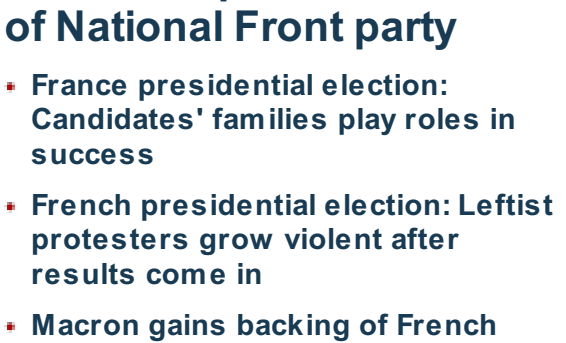 of National Front party
France presidential election:
Candidates' families play roles in
success
French presidential election: Leftist
protesters grow violent after
results come in
Macron gains backing of French